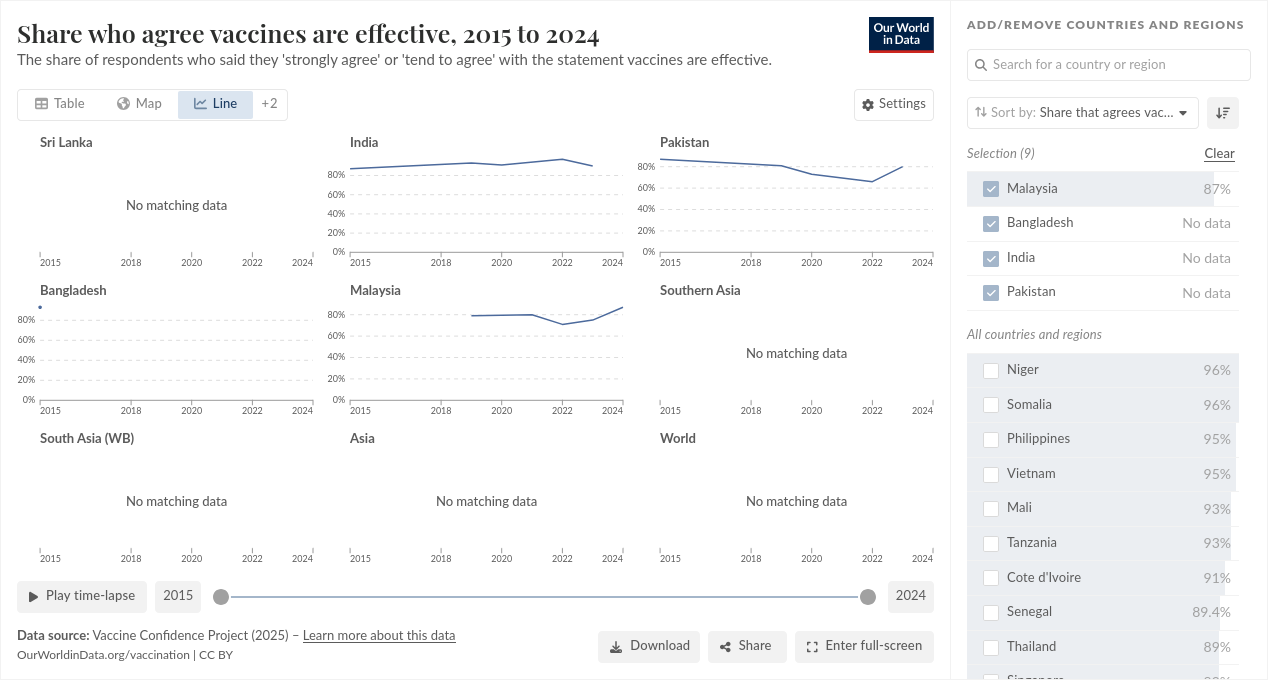 Share who agree vaccines are effective, 2015 to 2024
The share of respondents who said they 'strongly agree' or 'tend to agree' with the statement vaccines are effective.
Our World
in Data
Table
Map
Line
+2
Settings
Sri Lanka
No matching data
2015 2018 2020 2022 2024
India
80%
60%
40%
20%
0%
2015 2018 2020 2022 2024
Pakistan
80%
60%
40%
20%
0%
2015 2018 2020 2022 2024
Bangladesh
80%
60%
40%
20%
0%
2015 2018 2020 2022 2024
Malaysia
80%
60%
40%
20%
0%
2015 2018 2020 2022 2024
Southern Asia
No matching data
2015 2018 2020 2022 2024
South Asia (WB)
No matching data
2015 2018 2020 2022 2024
Asia
No matching data
2015 2018 2020 2022 2024
World
No matching data
2015 2018 2020 2022 2024
Play time-lapse
2015
2024
Data source: Vaccine Confidence Project (2025) – Learn more about this data
OurWorldinData.org/vaccination | CC BY
Download
Share
Enter full-screen
ADD/REMOVE COUNTRIES AND REGIONS
Search for a country or region
Sort by: Share that agrees vac...
Selection (9)
Clear
Malaysia 87%
Bangladesh No data
India No data
Pakistan No data
All countries and regions
Niger 96%
Somalia 96%
Philippines 95%
Vietnam 95%
Mali 93%
Tanzania 93%
Cote d'Ivoire 91%
Senegal 89.4%
Thailand 89%